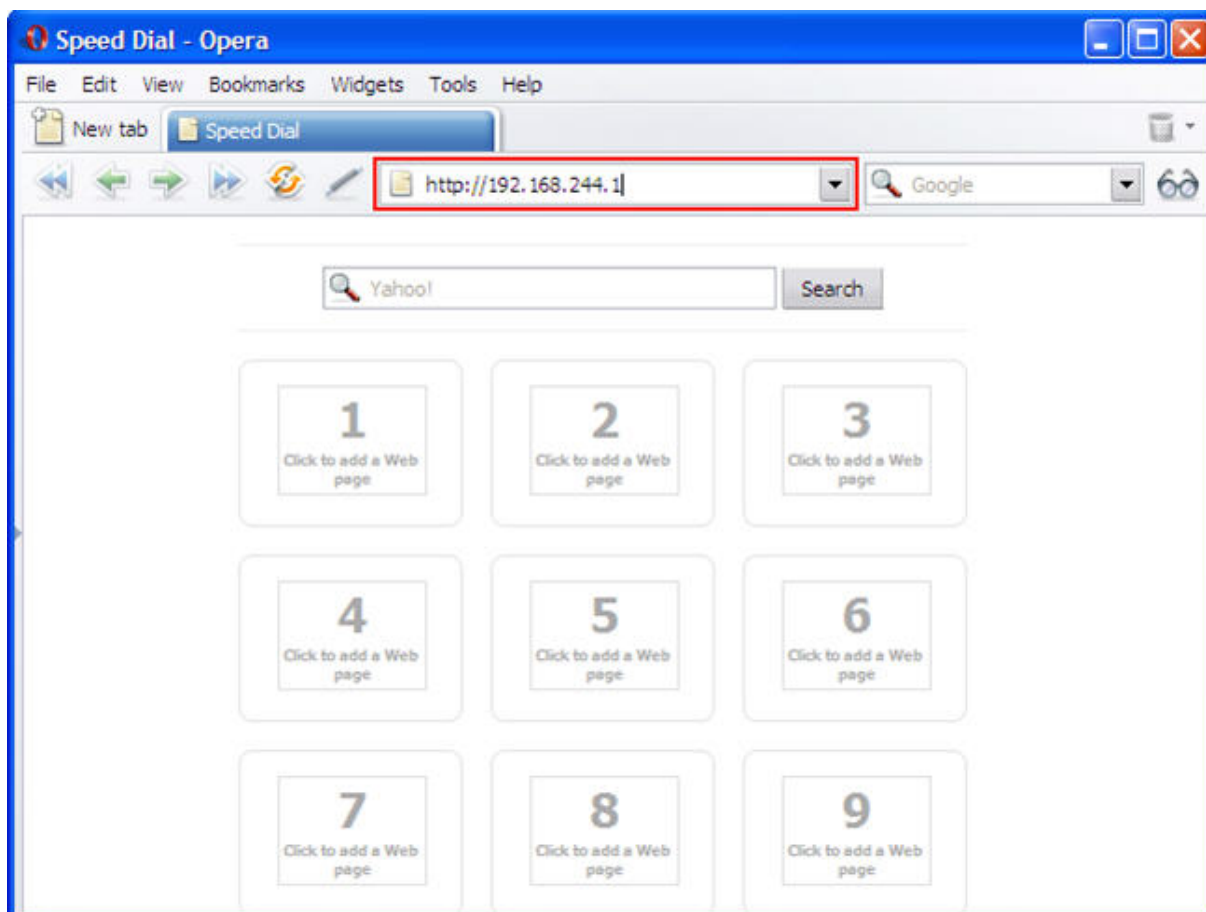 Speed Dial - Opera
File Edit View Bookmarks Widgets Tools Help
New tab Speed Dial
http://192.168.244.1 Google
Yahoo! Search
1 2 3
Click to add a Web Click to add a Web Click to add a Web
page page page
4 5 6
Click to add a Web Click to add a Web Click to add a Web
page page page
7 8 9
Click to add a Web Click to add a Web Click to add a Web
page page page